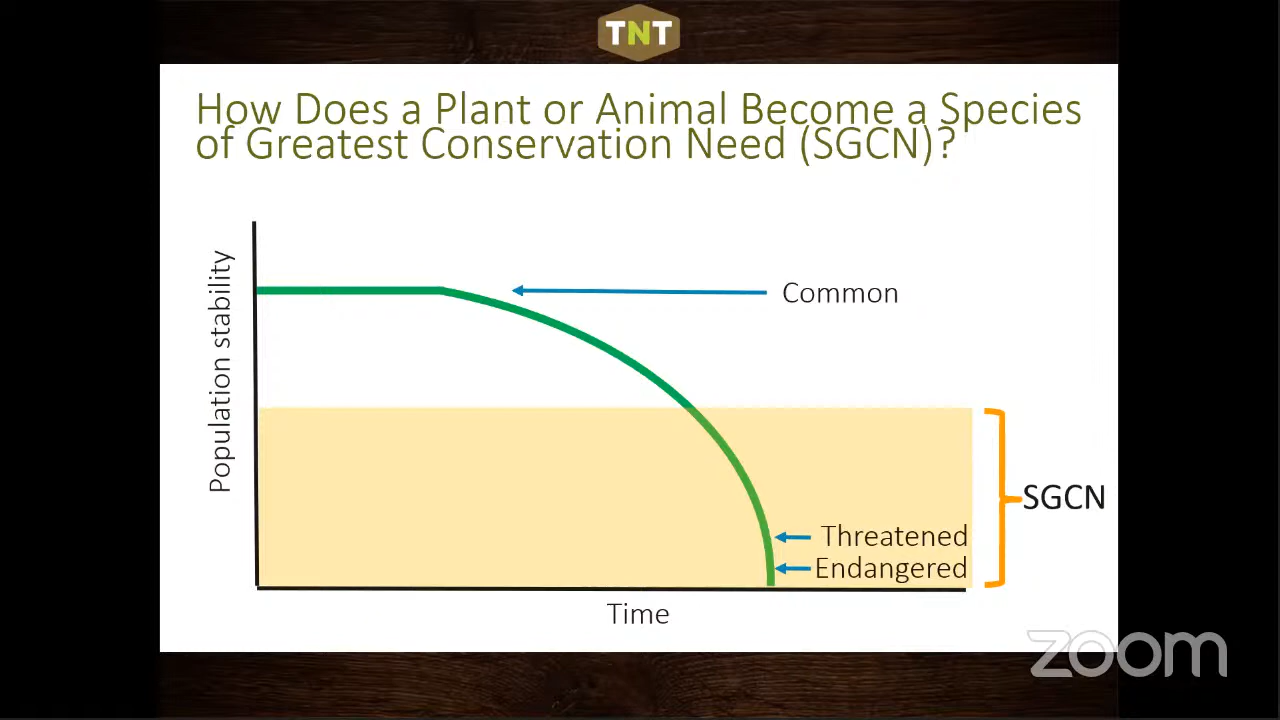 TNT
How Does a Plant or Animal Become a Species
of Greatest Conservation Need (SGCN)?
Population stability
Common
SGCN
Threatened
Endangered
Time
zoom